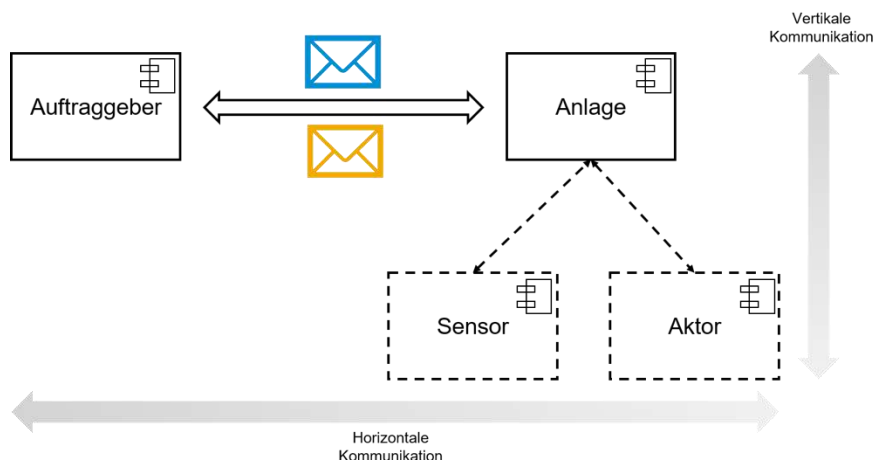 Vertikale
Kommunikation
Auftraggeber
Anlage
Sensor
Aktor
Horizontale
Kommunikation